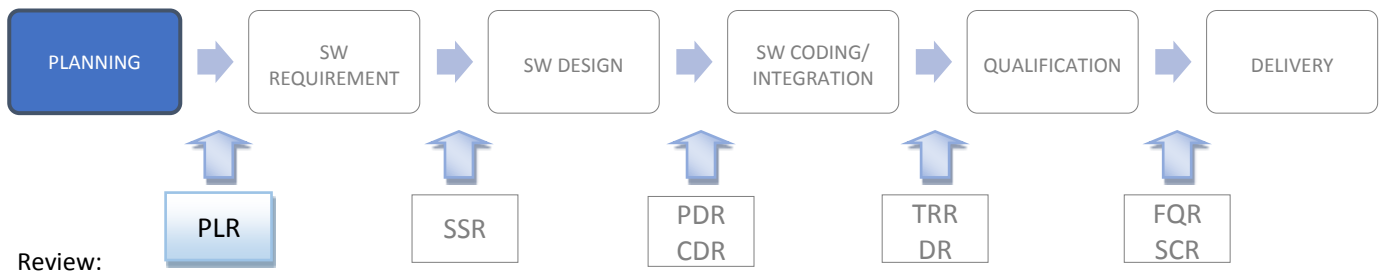 PLANNING
SW
REQUIREMENT
SW DESIGN
SW CODING/
INTEGRATION
QUALIFICATION
DELIVERY
PLR
SSR
PDR
CDR
TRR
DR
FQR
SCR
Review: